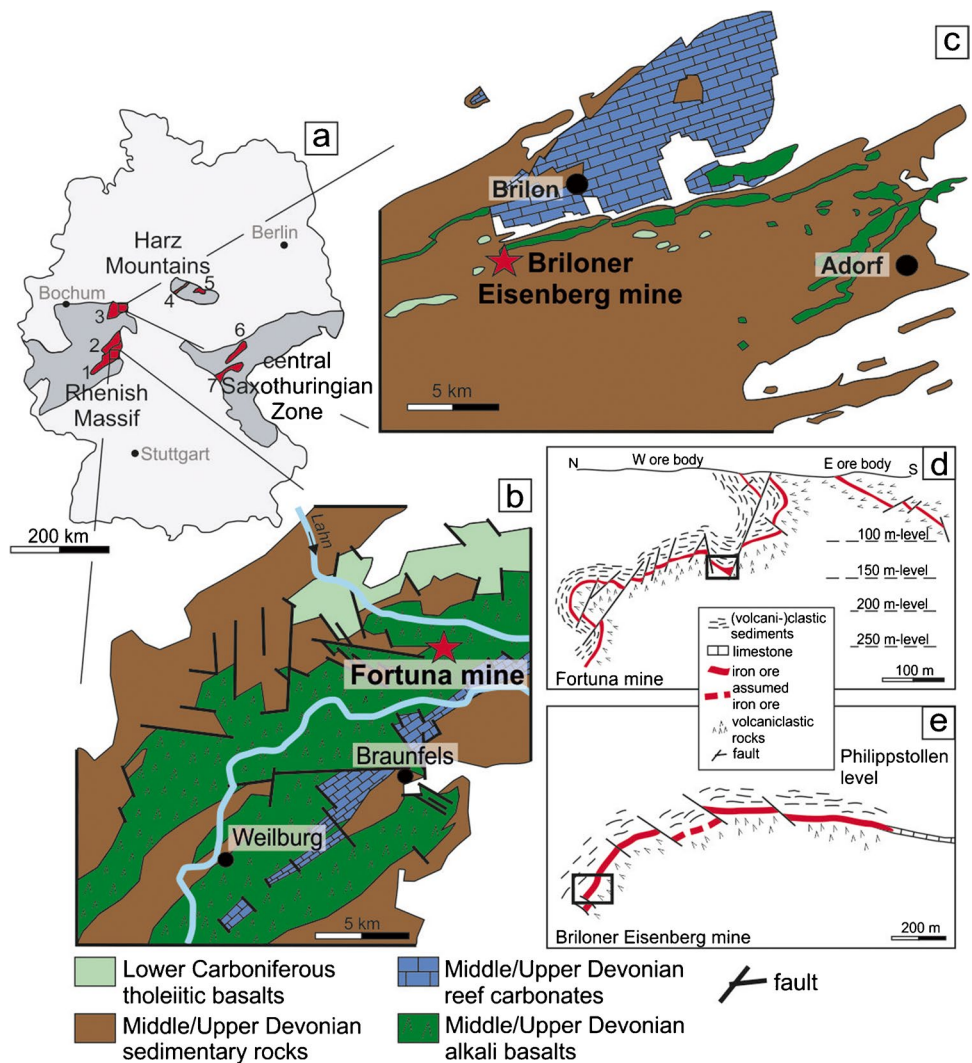 a
Berlin
Harz
Mountains
Bochum
5
4
3
2
1
6
7
Rhenish
Massif
central
Saxothuringian
Zone
Stuttgart
200 km
c
Brilon
Briloner
Eisenberg mine
Adorf
5 km
b
Lahn
Fortuna mine
Braunfels
Weilburg
5 km
d
N
W ore body
E ore body
S
100 m-level
150 m-level
200 m-level
250 m-level
100 m
Fortuna mine
(volcani-)clastic
sediments
limestone
iron ore
assumed
iron ore
volcaniclastic
rocks
fault
e
Philippstollen
level
200 m
Briloner Eisenberg mine
Lower Carboniferous
tholeiitic basalts
Middle/Upper Devonian
reef carbonates
fault
Middle/Upper Devonian
sedimentary rocks
Middle/Upper Devonian
alkali basalts